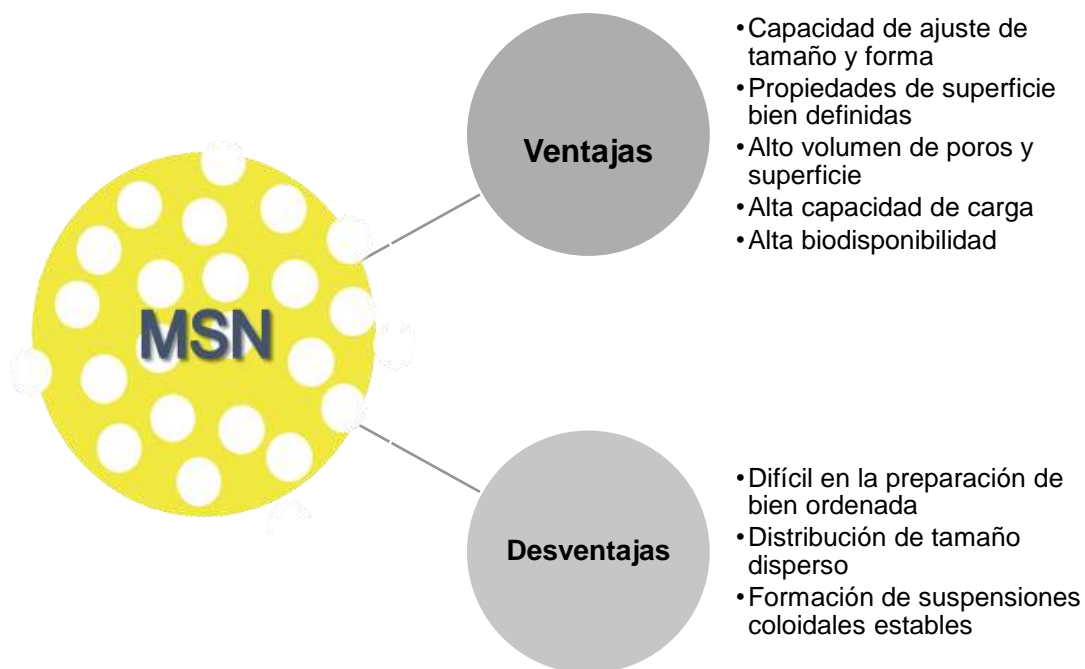 MSN
Ventajas
•Capacidad de ajuste de
tamaño y forma
•Propiedades de superficie
bien definidas
•Alto volumen de poros y
superficie
•Alta capacidad de carga
•Alta biodisponibilidad
Desventajas
•Difícil en la preparación de
bien ordenada
•Distribución de tamaño
disperso
•Formación de suspensiones
coloidales estables